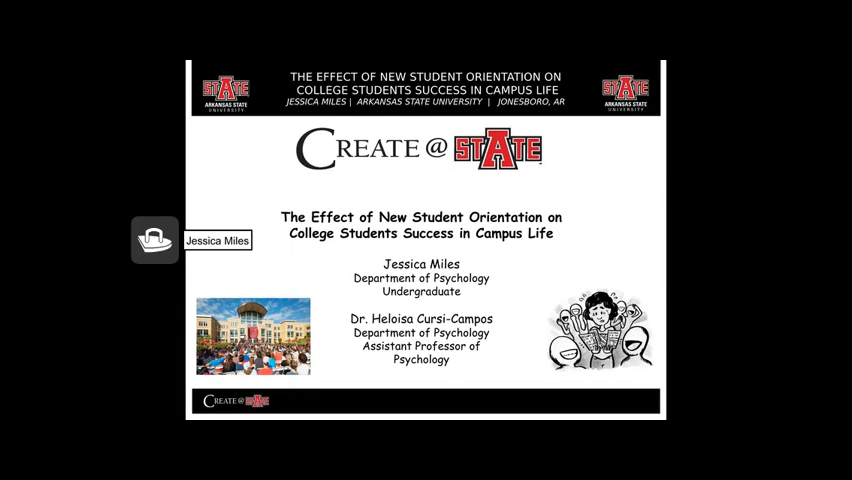 STATE
ARKANSAS STATE
UNIVERSITY
THE EFFECT OF NEW STUDENT ORIENTATION ON
COLLEGE STUDENTS SUCCESS IN CAMPUS LIFE
JESSICA MILES | ARKANSAS STATE UNIVERSITY | JONESBORO, AR
STATE
ARKANSAS STATE
UNIVERSITY
CREATE @ STATE
The Effect of New Student Orientation on
College Students Success in Campus Life
Jessica Miles
Jessica Miles
Department of Psychology
Undergraduate
Dr. Heloisa Cursi-Campos
Department of Psychology
Assistant Professor of
Psychology
CREATE @ STATE